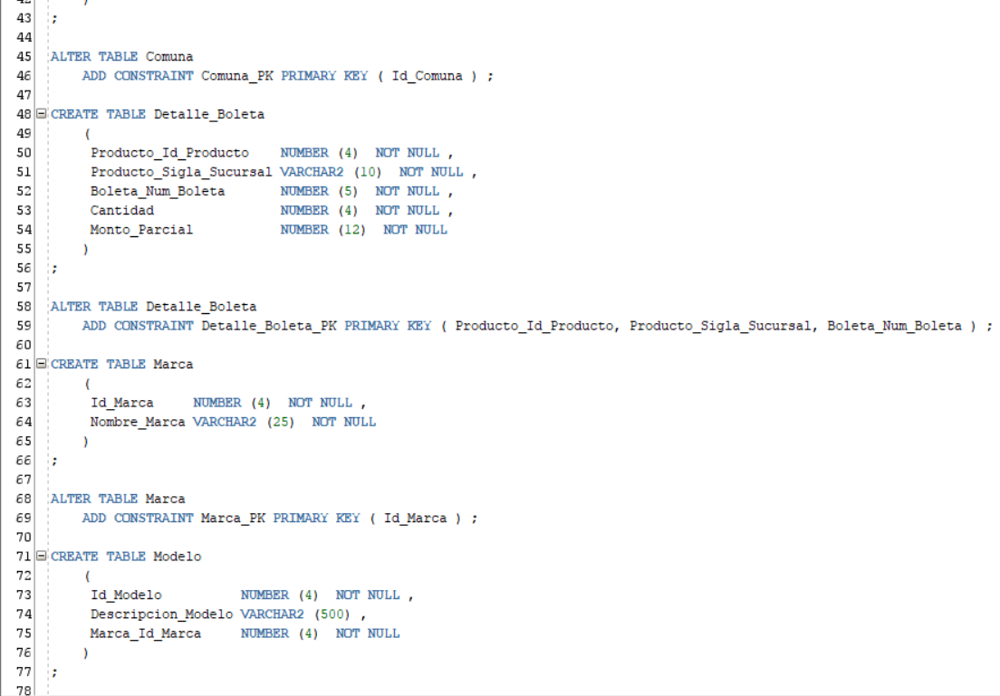 43 ;
44
45 ALTER TABLE Comuna
46 ADD CONSTRAINT Comuna_PK PRIMARY KEY ( Id_Comuna ) ;
47
48 CREATE TABLE Detalle_Boleta
49 (
50 Producto_Id_Producto NUMBER (4) NOT NULL ,
51 Producto_Sigla_Sucursal VARCHAR2 (10) NOT NULL ,
52 Boleta_Num_Boleta NUMBER (5) NOT NULL ,
53 Cantidad NUMBER (4) NOT NULL ,
54 Monto_Parcial NUMBER (12) NOT NULL
55 )
56 ;
57
58 ALTER TABLE Detalle_Boleta
59 ADD CONSTRAINT Detalle_Boleta_PK PRIMARY KEY ( Producto_Id_Producto, Producto_Sigla_Sucursal, Boleta_Num_Boleta ) ;
60
61 CREATE TABLE Marca
62 (
63 Id_Marca NUMBER (4) NOT NULL ,
64 Nombre_Marca VARCHAR2 (25) NOT NULL
65 )
66 ;
67
68 ALTER TABLE Marca
69 ADD CONSTRAINT Marca_PK PRIMARY KEY ( Id_Marca ) ;
70
71 CREATE TABLE Modelo
72 (
73 Id_Modelo NUMBER (4) NOT NULL ,
74 Descripcion_Modelo VARCHAR2 (500) ,
75 Marca_Id_Marca NUMBER (4) NOT NULL
76 )
77 ;
78